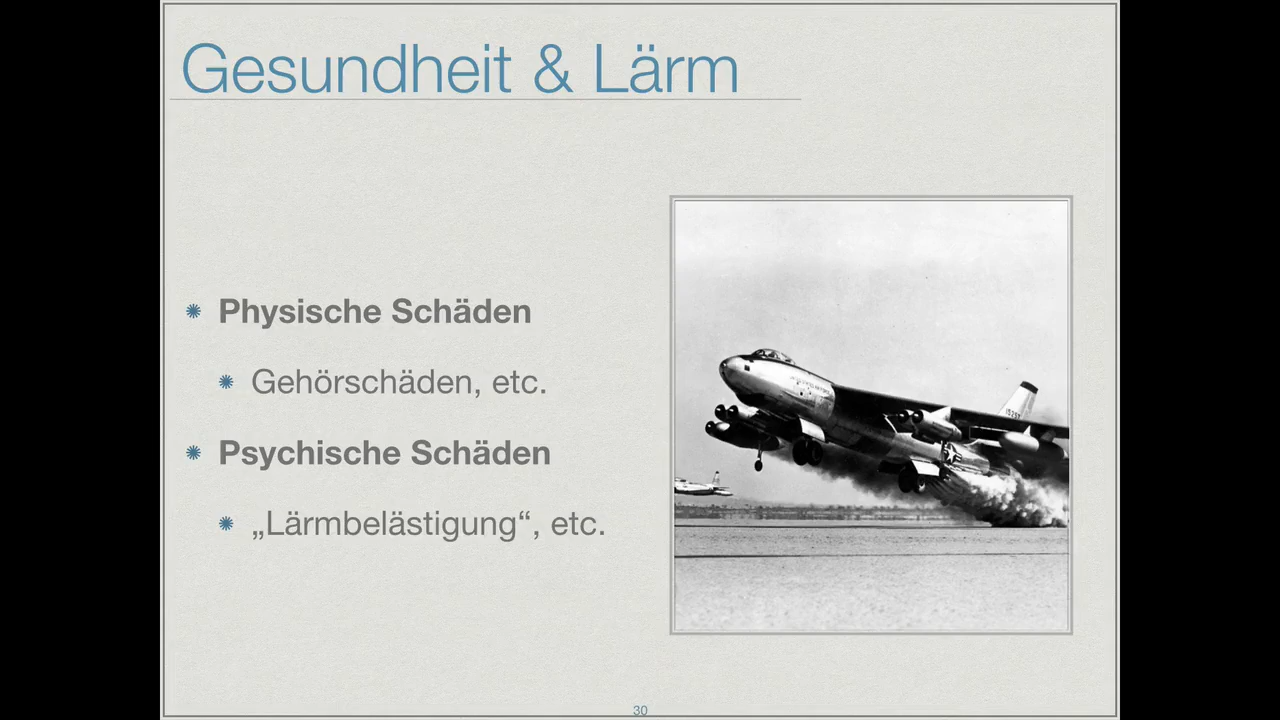 Gesundheit & Lärm
Physische Schäden
Gehörschäden, etc.
Psychische Schäden
„Lärmbelästigung“, etc.
30